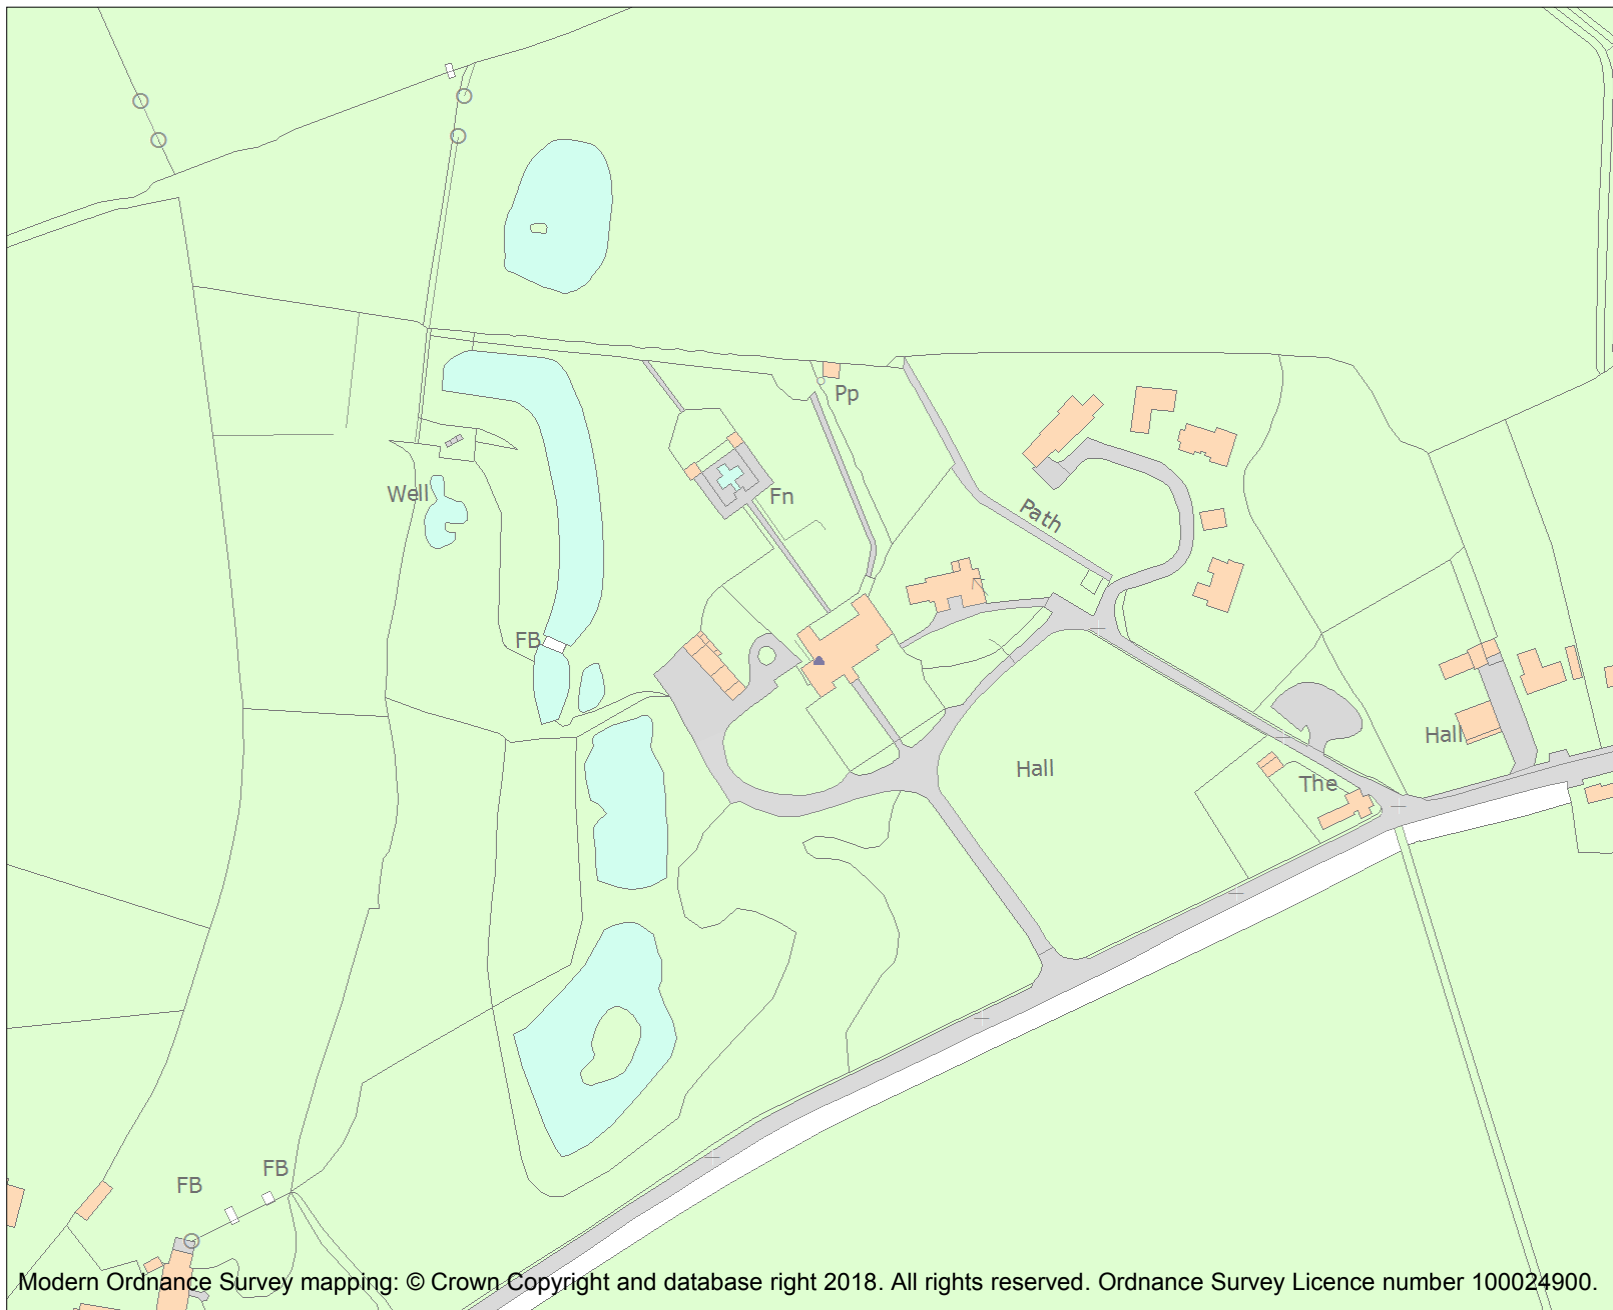 Pp
Well
Fn
Path
FB
Hall
Hall
The
FB
FB
Modern Ordnance Survey mapping: © Crown Copyright and database right 2018. All rights reserved. Ordnance Survey Licence number 100024900.